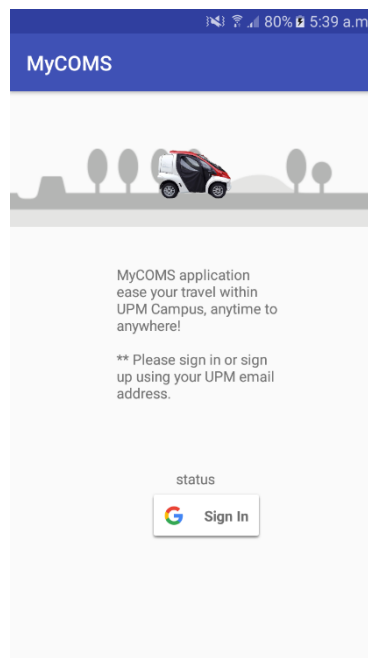 80% 5:39 a.m
MyCOMS
MyCOMS application
ease your travel within
UPM Campus, anytime to
anywhere!
** Please sign in or sign
up using your UPM email
address.
status
G Sign In